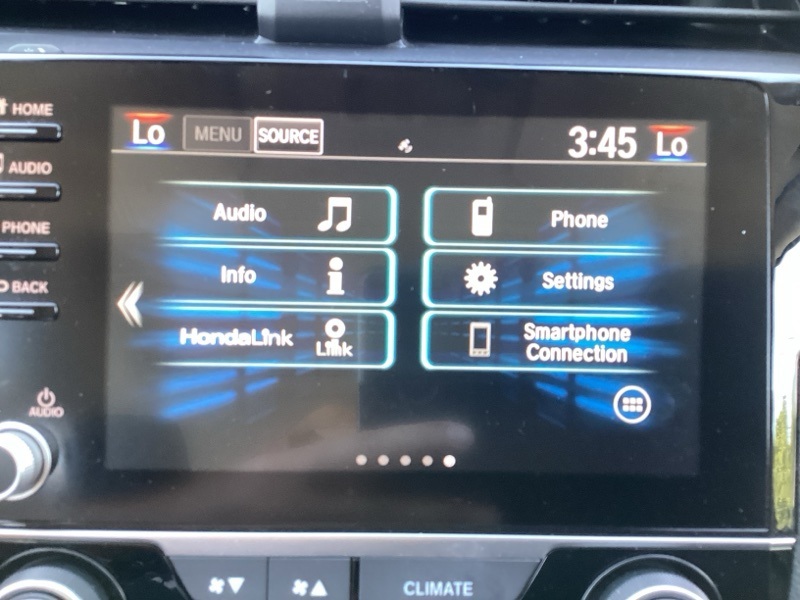 HOME
AUDIO
PHONE
BACK
AUDIO
Lo MENU SOURCE 3:45 Lo
Audio Phone
Info Settings
HondaLink Link Smartphone
Connection
CLIMATE